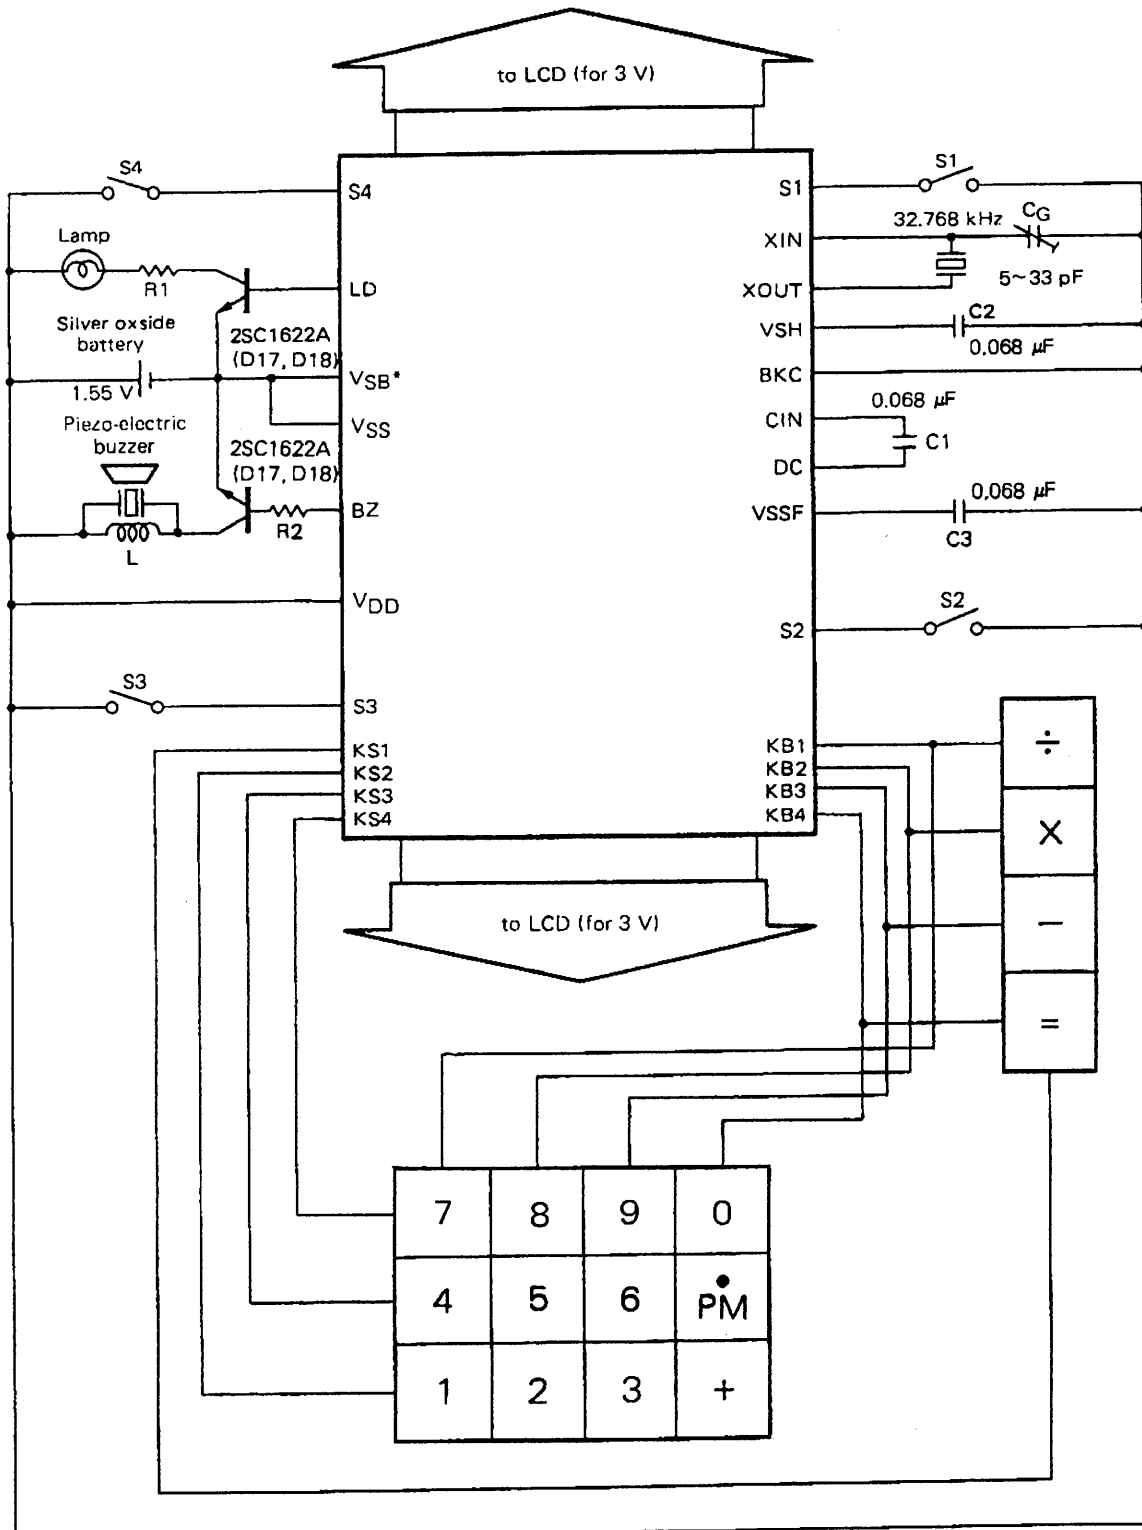 to LCD (for 3 V)
S4
S4
Lamp
R1
LD
Silver oxside
battery
2SC1622A
(D17, D18)
1.55 V
VSB*
VSS
Piezo-electric
buzzer
2SC1622A
(D17, D18)
BZ
R2
L
VDD
S3
S3
KS1
KS2
KS3
KS4
S1
S1
32.768 kHz
CG
XIN
5~33 pF
XOUT
C2
VSH
0.068 µF
BKC
0.068 µF
CIN
C1
DC
0.068 µF
VSSF
C3
S2
S2
KB1
KB2
KB3
KB4
÷
×
−
=
to LCD (for 3 V)
7 8 9 0
4 5 6 • PM
1 2 3 +